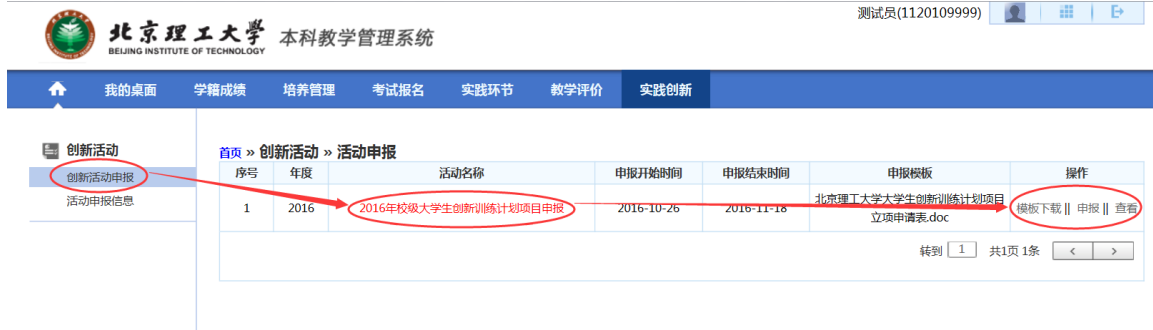 测试员(1120109999)
北京理工大学
BEIJING INSTITUTE OF TECHNOLOGY
本科教学管理系统
我的桌面 学籍成绩 培养管理 考试报名 实践环节 教学评价 实践创新
创新活动
创新活动申报
活动申报信息
首页 » 创新活动 » 活动申报
序号 年度 活动名称 申报开始时间 申报结束时间 申报模板 操作
1 2016 2016年校级大学生创新训练计划项目申报 2016-10-26 2016-11-18 北京理工大学大学生创新训练计划项目
立项申请表.doc
模板下载 || 申报 || 查看
转到 1 共1页 1条 < >